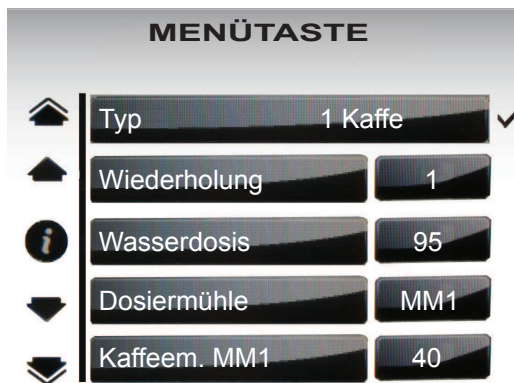 MENÜTASTE
Typ 1 Kaffe
Wiederholung 1
Wasserdosis 95
Dosiermühle MM1
Kaffeem. MM1 40